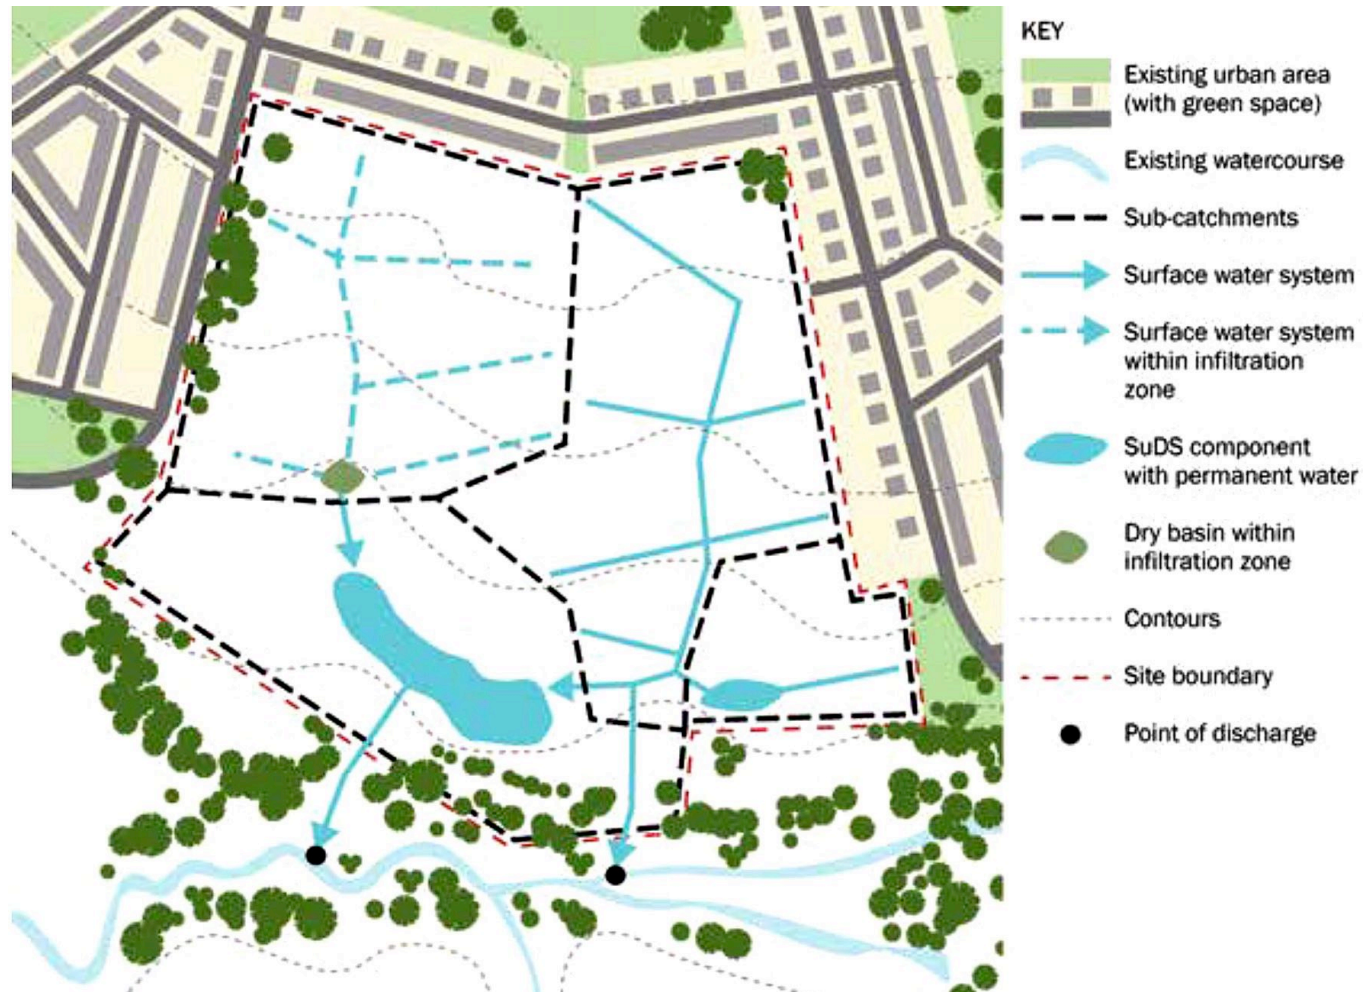 KEY
Existing urban area
(with green space)
Existing watercourse
Sub-catchments
Surface water system
Surface water system
within infiltration
zone
SuDS component
with permanent water
Dry basin within
infiltration zone
Contours
Site boundary
Point of discharge